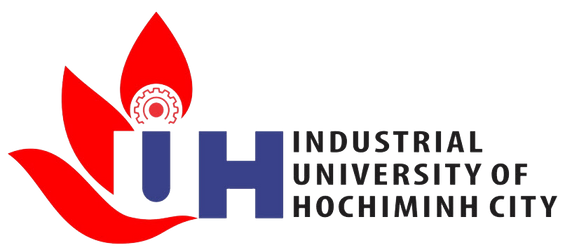 IUH
INDUSTRIAL
UNIVERSITY OF
HOCHIMINH CITY